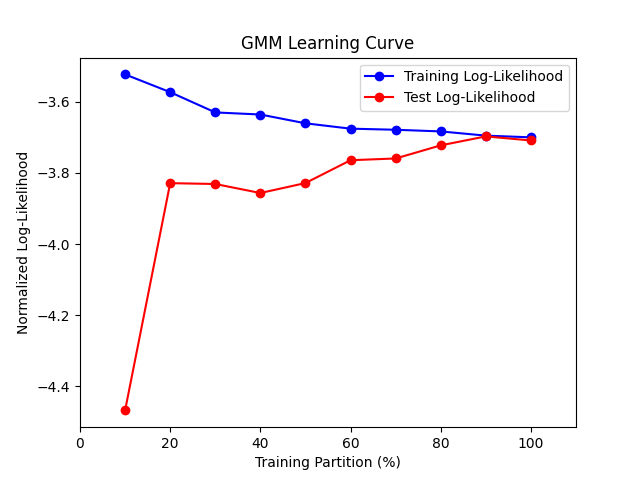 GMM Learning Curve
Training Log-Likelihood
Test Log-Likelihood
Normalized Log-Likelihood
−3.6
−3.8
−4.0
−4.2
−4.4
0 20 40 60 80 100
Training Partition (%)